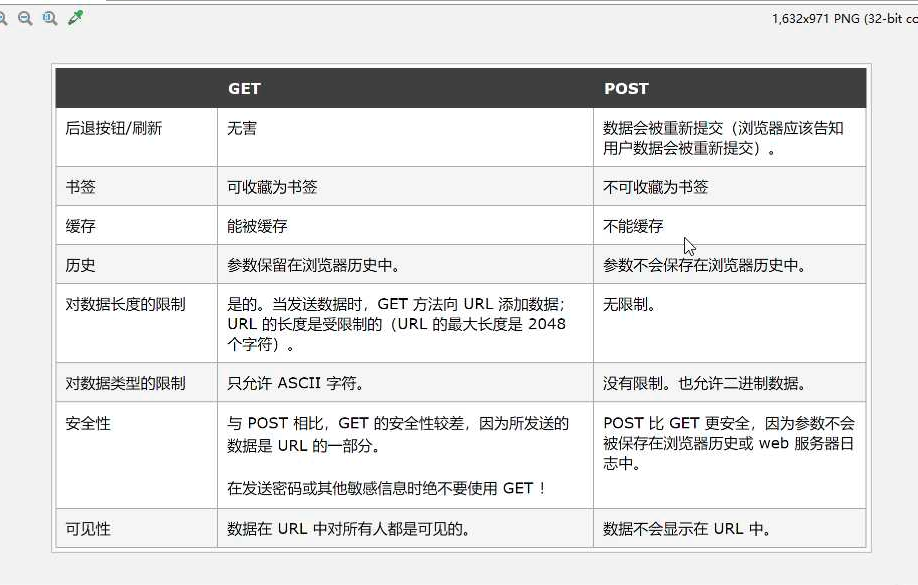 1,632x971 PNG (32-bit co
GET POST
后退按钮/刷新 无害 数据会被重新提交（浏览器应该告知
用户数据会被重新提交）。
书签 可收藏为书签 不可收藏为书签
缓存 能被缓存 不能缓存
历史 参数保留在浏览器历史中。 参数不会保存在浏览器历史中。
对数据长度的限制 是的。当发送数据时，GET 方法向 URL 添加数据； 无限制。
URL 的长度是受限制的（URL 的最大长度是 2048
个字符）。
对数据类型的限制 只允许 ASCII 字符。 没有限制。也允许二进制数据。
安全性 与 POST 相比，GET 的安全性较差，因为所发送的 POST 比 GET 更安全，因为参数不会
数据是 URL 的一部分。 被保存在浏览器历史或 web 服务器日
志中。
在发送密码或其他敏感信息时绝不要使用 GET ！
可见性 数据在 URL 中对所有人都是可见的。 数据不会显示在 URL 中。